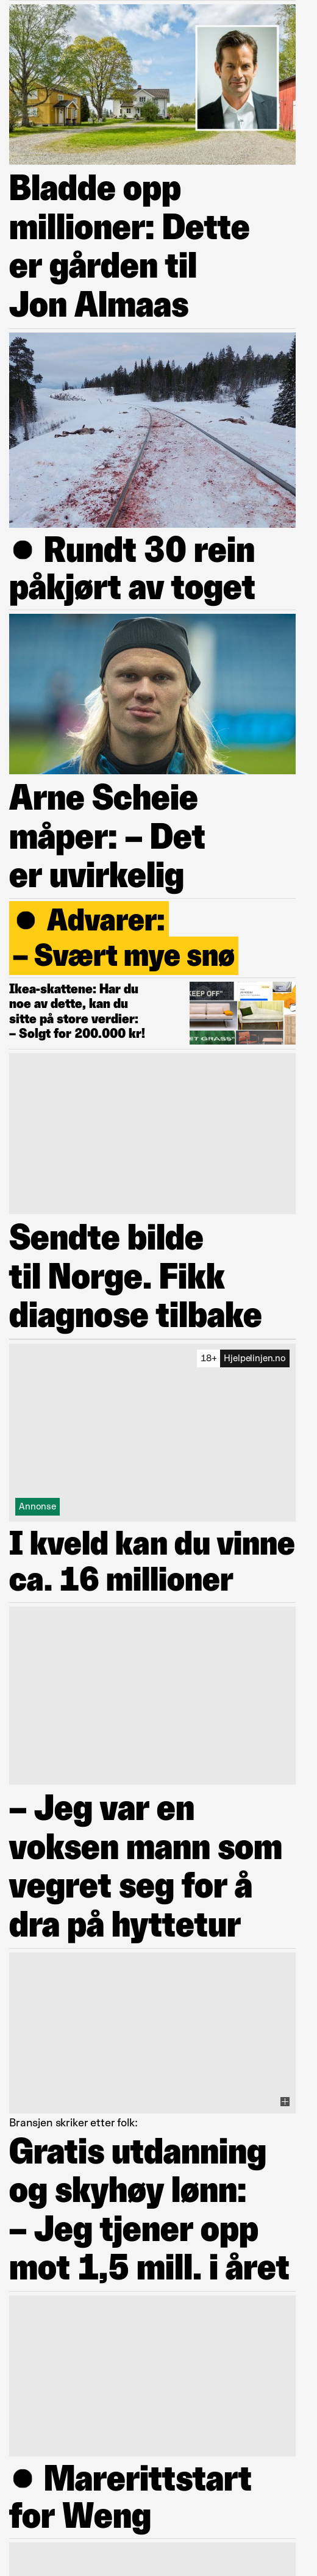 Bladde opp
millioner: Dette
er gården til
Jon Almaas
● Rundt 30 rein
påkjørt av toget
Arne Scheie
måper: – Det
er uvirkelig
● Advarer:
– Svært mye snø
Ikea-skattene: Har du
noe av dette, kan du
sitte på store verdier:
– Solgt for 200.000 kr!
KEEP OFF"
ET GRASS"
Sendte bilde
til Norge. Fikk
diagnose tilbake
18+ Hjelpelinjen.no
Annonse
I kveld kan du vinne
ca. 16 millioner
– Jeg var en
voksen mann som
vegret seg for å
dra på hyttetur
Bransjen skriker etter folk:
Gratis utdanning
og skyhøy lønn:
– Jeg tjener opp
mot 1,5 mill. i året
● Marerittstart
for Weng